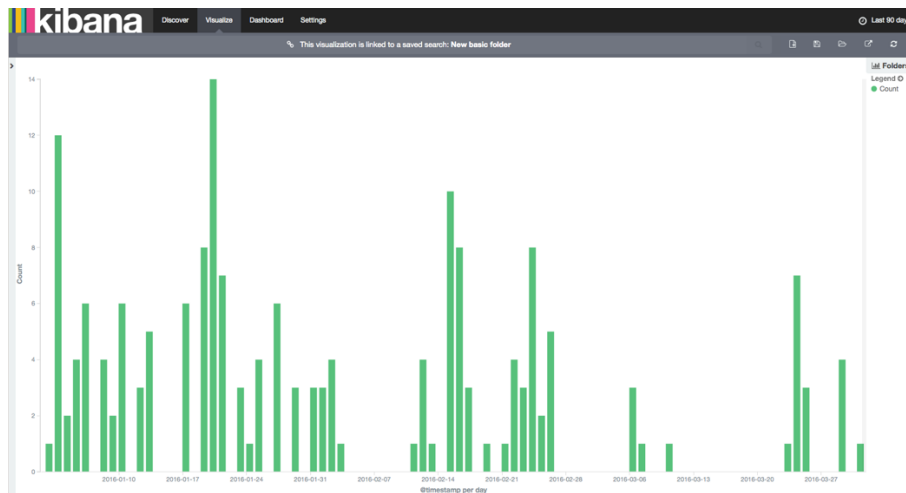 kibana
Discover Visualize Dashboard Settings Last 90 day
This visualization is linked to a saved search: New basic folder
Folder
Legend
Count
14
12
10
8
6
4
2
0
Count
2016-01-10 2016-01-17 2016-01-24 2016-01-31 2016-02-07 2016-02-14 2016-02-21 2016-02-28 2016-03-06 2016-03-13 2016-03-20 2016-03-27
@timestamp per day